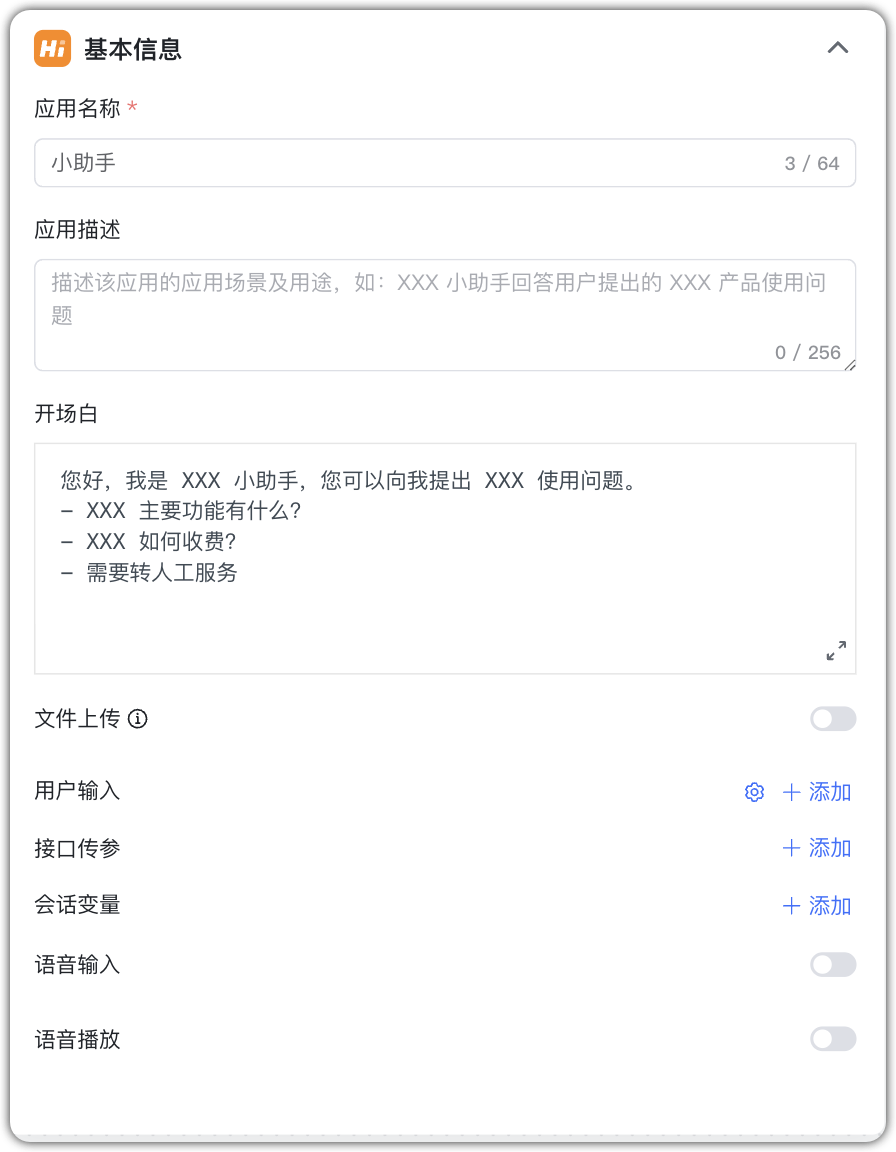 Hi 基本信息
应用名称 *
小助手 3 / 64
应用描述
描述该应用的应用场景及用途，如：XXX 小助手回答用户提出的 XXX 产品使用问
题
0 / 256
开场白
您好，我是 XXX 小助手，您可以向我提出 XXX 使用问题。
- XXX 主要功能有什么？
- XXX 如何收费？
- 需要转人工服务
文件上传
用户输入 + 添加
接口传参 + 添加
会话变量 + 添加
语音输入
语音播放